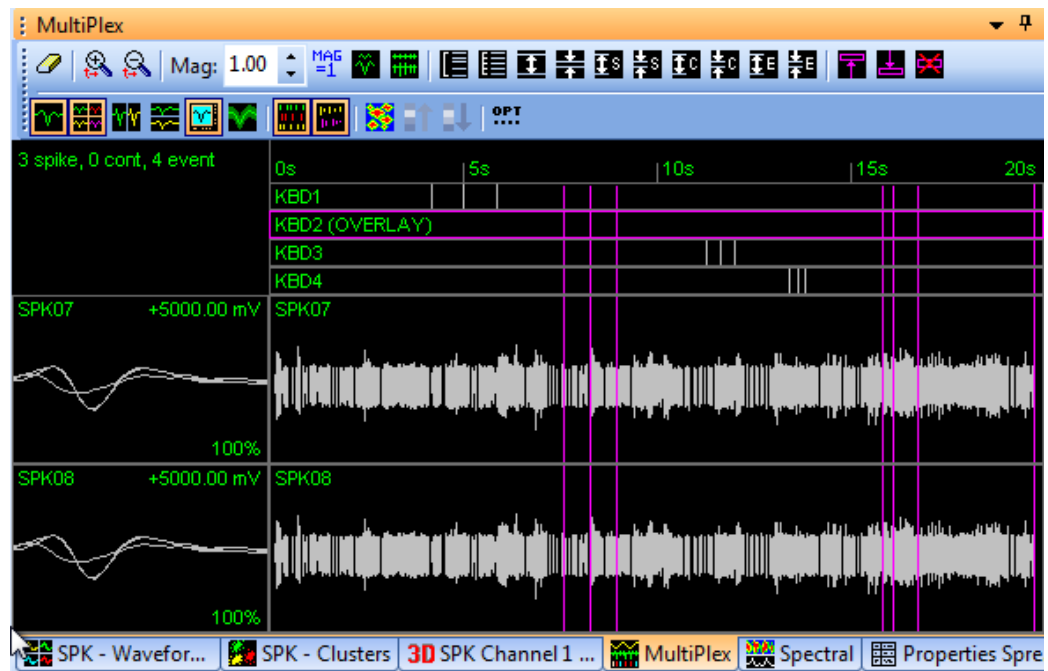 MultiPlex
Mag: 1.00 MAG =1 S S C C E E
OPT
3 spike, 0 cont, 4 event
0s 5s 10s 15s 20s
KBD1
KBD2 (OVERLAY)
KBD3
KBD4
SPK07 +5000.00 mV SPK07
100%
SPK08 +5000.00 mV SPK08
100%
SPK - Wavefor... SPK - Clusters 3D SPK Channel 1 ... MultiPlex Spectral Properties Spre